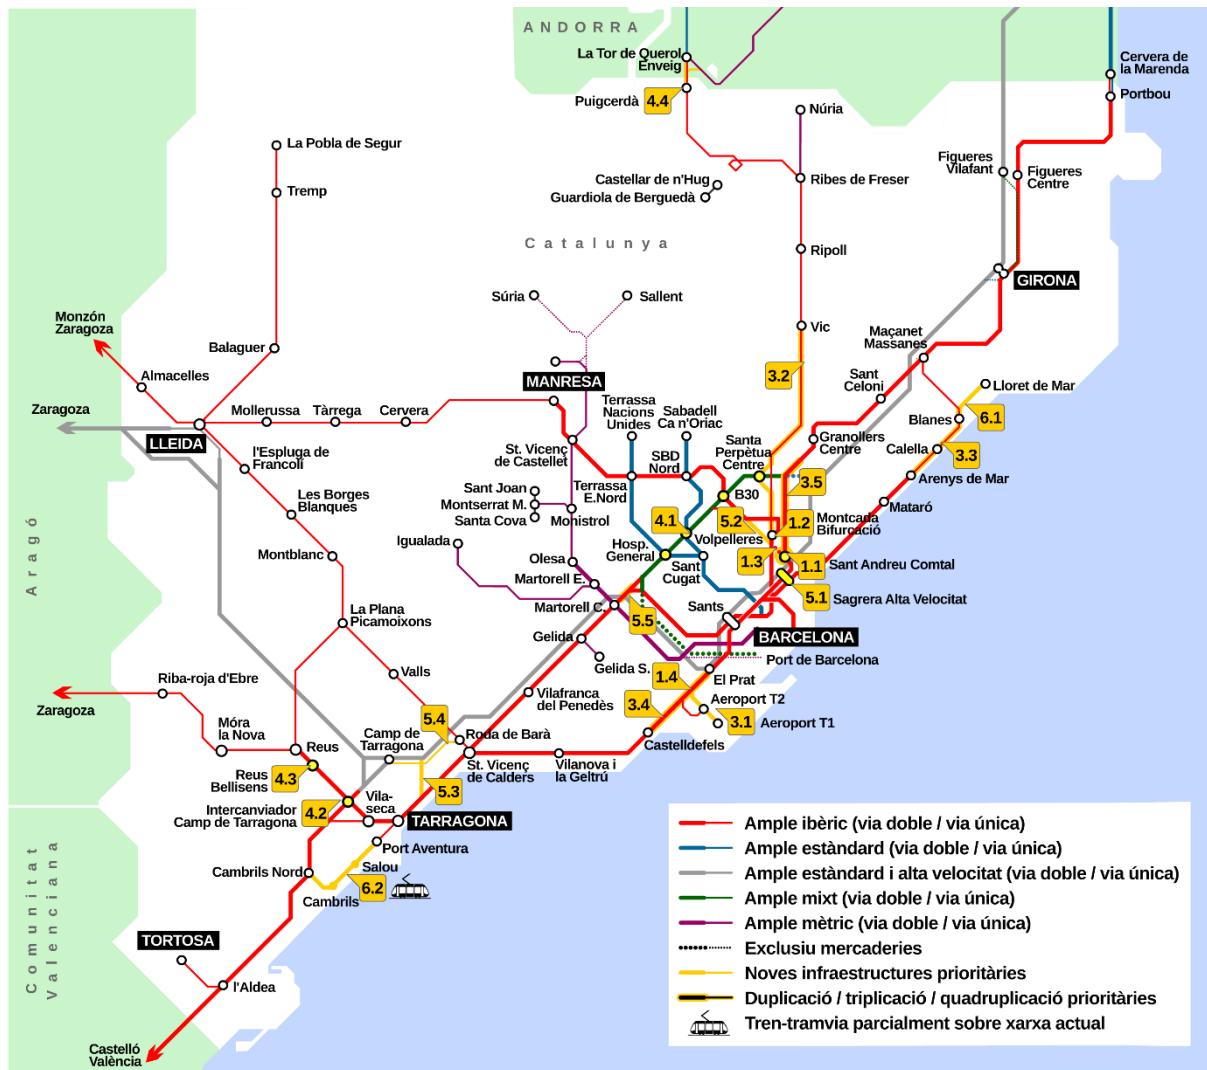 ANDORRA
La Tor de Querol
Enveig
Cervera de
la Marenda
Puigcerdà
4.4
Portbou
Núria
La Pobla de Segur
Figueres
Vilafant
Figueres
Centre
Tremp
Castellar de n'Hug
Guardiola de Berguedà
Ribes de Freser
Catalunya
Ripoll
GIRONA
Súria
Sallent
Monzón
Zaragoza
Vic
Maçanet
Massanes
Balaguer
Almacelles
MANRESA
3.2
Sant
Celoni
Lloret de Mar
Zaragoza
Mollerussa
Tàrrega
Cervera
Terrassa
Nacions
Unides
Sabadell
Ca n'Oriac
Blanes
6.1
LLEIDA
St. Vicenç
de Castellet
Santa
Perpètua
Centre
Granollers
Centre
Calella
3.3
l'Espluga de
Francolí
SBD
Nord
Arenys de Mar
Terrassa
E.Nord
3.5
Sant Joan
Montserrat M.
Santa Cova
B30
Mataró
Les Borges
Blanques
Monistrol
4.1
5.2
1.2
Montcada
Bifurcació
Igualada
Volpelleres
Hosp.
General
Montblanc
Olesa
Sant
Cugat
1.3
1.1
Sant Andreu Comtal
Martorell E.
Aragó
Martorell C.
Sants
5.1
Sagrera Alta Velocitat
La Plana
Picamoixons
5.5
Gelida
BARCELONA
Gelida S.
Port de Barcelona
Valls
Riba-roja d'Ebre
1.4
El Prat
Vilafranca
del Penedès
Aeroport T2
Zaragoza
3.4
3.1
Aeroport T1
Móra
la Nova
5.4
Camp de
Tarragona
Roda de Barà
Castelldefels
Reus
St. Vicenç
de Calders
Vilanova i
la Geltrú
Reus
Bellisens
4.3
5.3
Intercanviador
Camp de Tarragona
4.2
Vila-
seca
TARRAGONA
Port Aventura
Cambrils Nord
Salou
6.2
Cambrils
Comunitat
Valenciana
TORTOSA
l'Aldea
Castelló
València
Ample ibèric (via doble / via única)
Ample estàndard (via doble / via única)
Ample estàndard i alta velocitat (via doble / via única)
Ample mixt (via doble / via única)
Ample mètric (via doble / via única)
Exclusiu mercaderies
Noves infraestructures prioritàries
Duplicació / triplicació / quadruplicació prioritàries
Tren-tramvia parcialment sobre xarxa actual